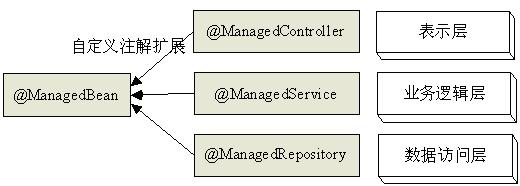 @ManagedController
表示层
自定义注解扩展
@ManagedBean
@ManagedService
业务逻辑层
@ManagedRepository
数据访问层